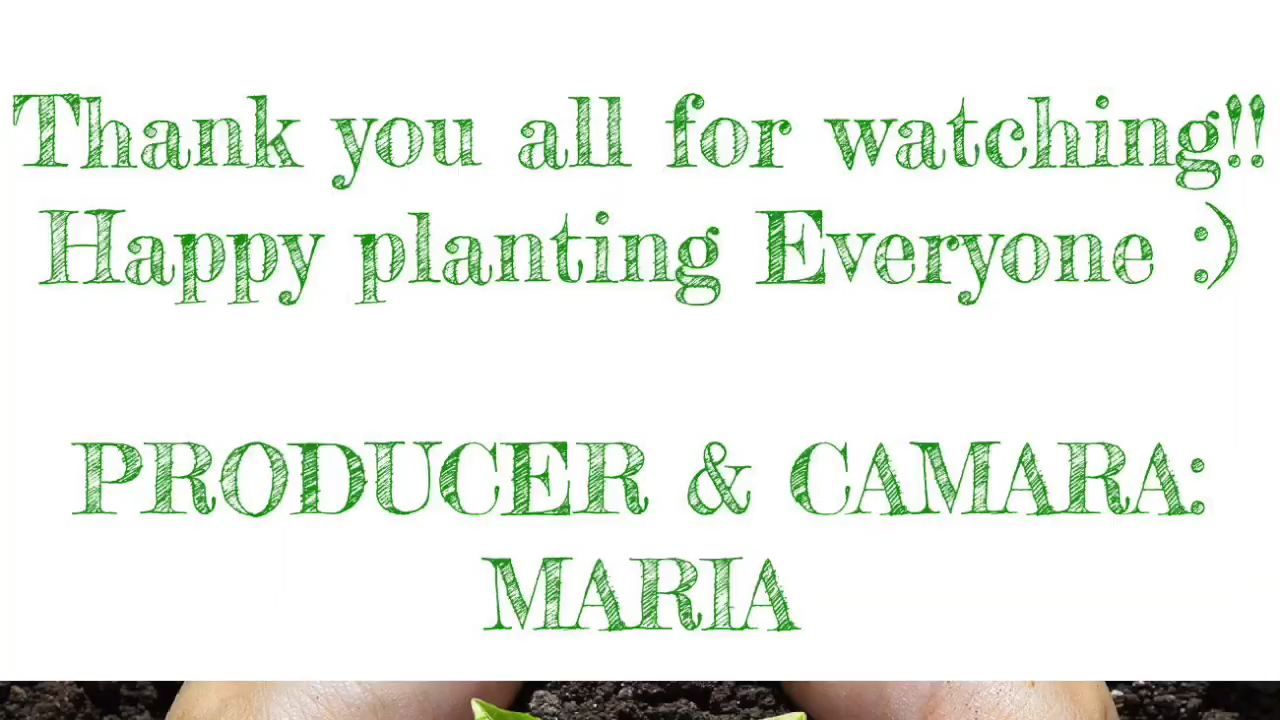 Thank you all for watching!!
Happy planting Everyone :)
PRODUCER & CAMARA:
MARIA